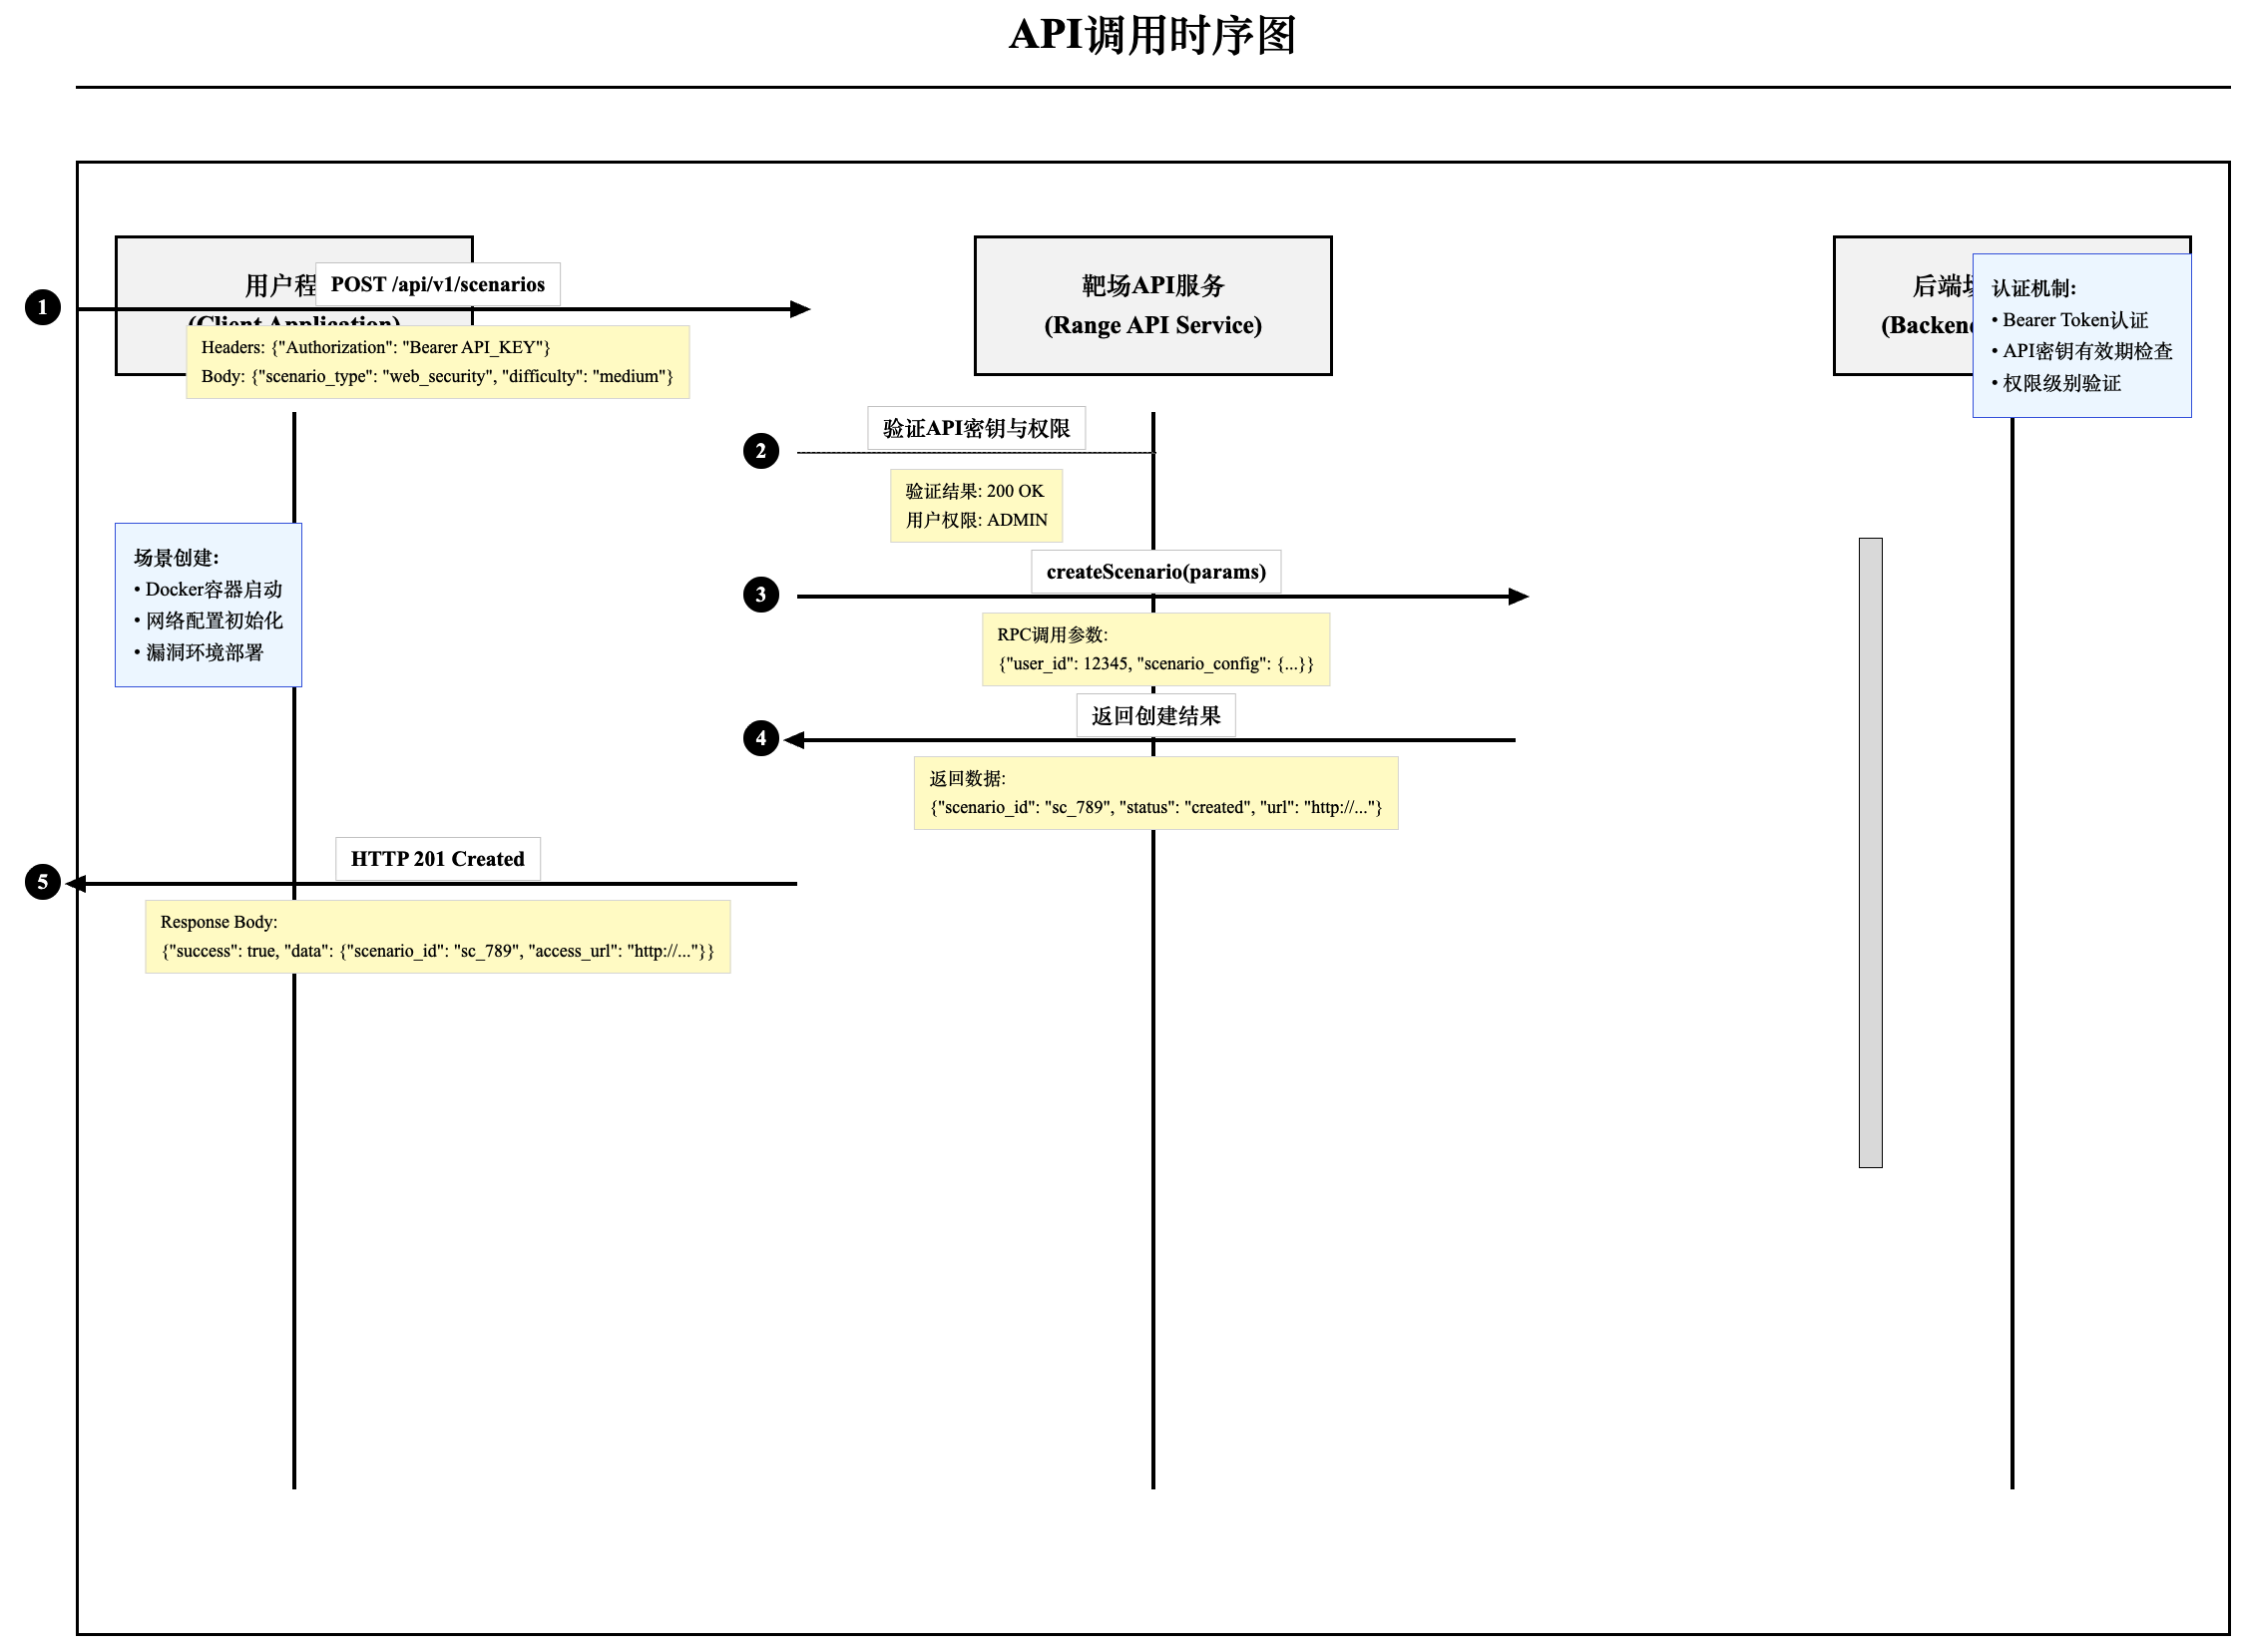 API调用时序图
用户程
(Client Application)
靶场API服务
(Range API Service)
后端
(Backen
1
POST /api/v1/scenarios
Headers: {"Authorization": "Bearer API_KEY"}
Body: {"scenario_type": "web_security", "difficulty": "medium"}
认证机制:
• Bearer Token认证
• API密钥有效期检查
• 权限级别验证
2
验证API密钥与权限
验证结果: 200 OK
用户权限: ADMIN
场景创建:
• Docker容器启动
• 网络配置初始化
• 漏洞环境部署
3
createScenario(params)
RPC调用参数:
{"user_id": 12345, "scenario_config": {...}}
4
返回创建结果
返回数据:
{"scenario_id": "sc_789", "status": "created", "url": "http://..."}
5
HTTP 201 Created
Response Body:
{"success": true, "data": {"scenario_id": "sc_789", "access_url": "http://..."}}